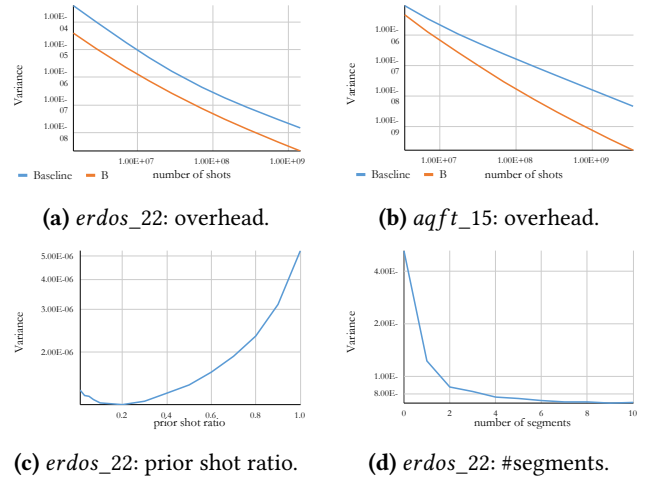 1.00E-
04
1.00E-
05
1.00E-
06
1.00E-
07
1.00E-
08
Variance
1.00E+07
1.00E+08
1.00E+09
number of shots
Baseline B
(a) erdos_22: overhead.
1.00E-
06
1.00E-
07
1.00E-
08
1.00E-
09
Variance
1.00E+07
1.00E+08
1.00E+09
number of shots
Baseline B
(b) aqft_15: overhead.
5.00E-06
3.00E-06
2.00E-06
Variance
0.2
0.4
0.6
0.8
1.0
prior shot ratio
(c) erdos_22: prior shot ratio.
4.00E-
2.00E-
1.00E-
8.00E-
Variance
0
2
4
6
8
10
number of segments
(d) erdos_22: #segments.